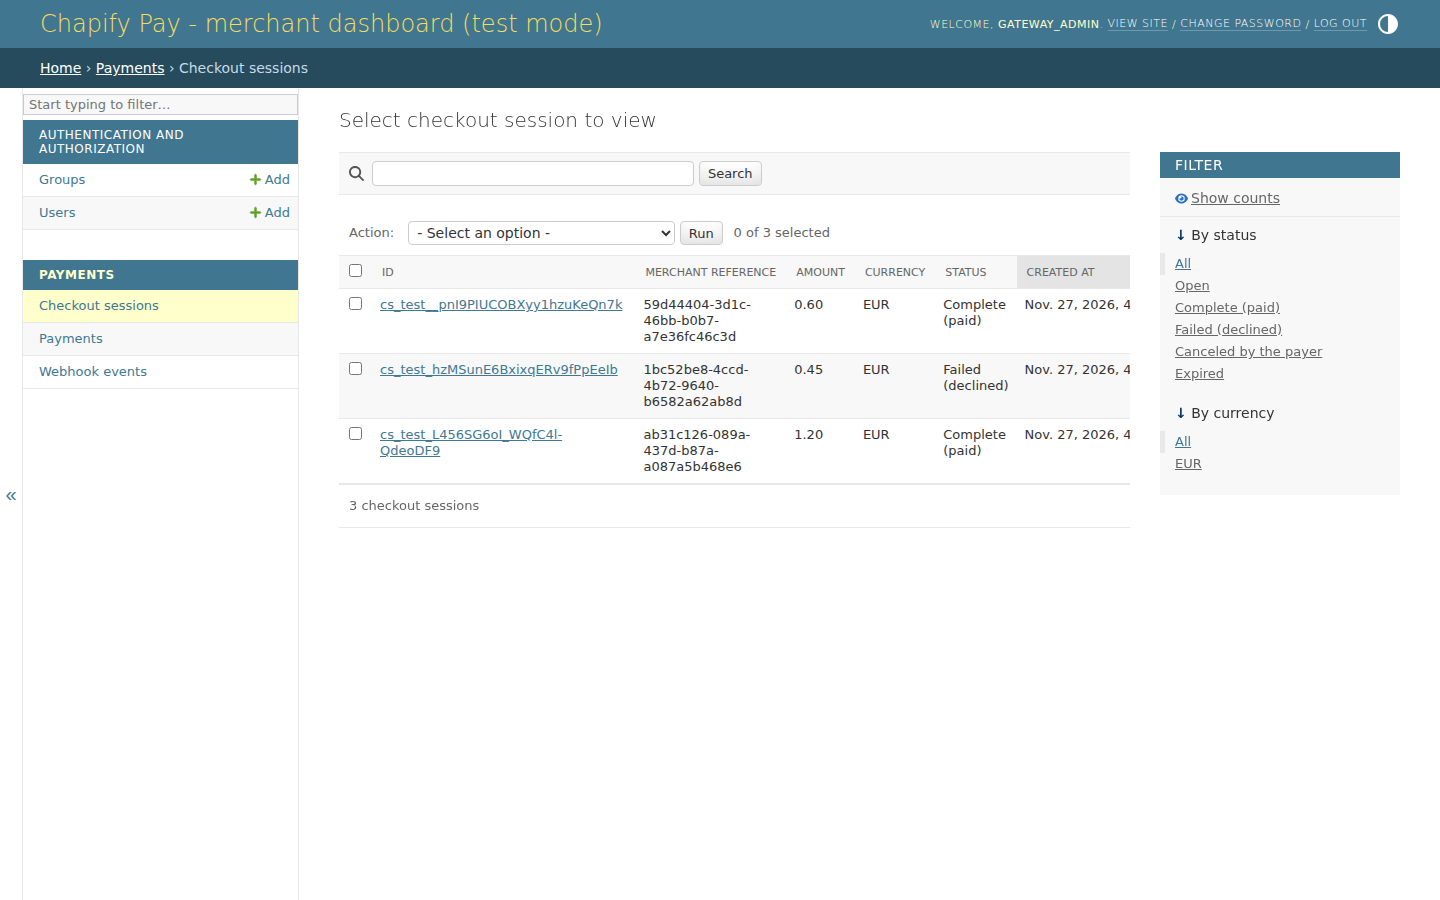 Chapify Pay - merchant dashboard (test mode)
WELCOME, GATEWAY_ADMIN. VIEW SITE / CHANGE PASSWORD / LOG OUT
Home › Payments › Checkout sessions
Start typing to filter…
AUTHENTICATION AND
AUTHORIZATION
Groups
Add
Users
Add
PAYMENTS
Checkout sessions
Payments
Webhook events
«
Select checkout session to view
Search
Action: - Select an option - Run 0 of 3 selected
ID MERCHANT REFERENCE AMOUNT CURRENCY STATUS CREATED AT
cs_test__pnI9PIUCOBXyy1hzuKeQn7k 59d44404-3d1c- 0.60 EUR Complete Nov. 27, 2026, 4
46bb-b0b7- (paid)
a7e36fc46c3d
cs_test_hzMSunE6BxixqERv9fPpEeIb 1bc52be8-4ccd- 0.45 EUR Failed Nov. 27, 2026, 4
4b72-9640- (declined)
b6582a62ab8d
cs_test_L456SG6oI_WQfC4l- ab31c126-089a- 1.20 EUR Complete Nov. 27, 2026, 4
QdeoDF9 437d-b87a- (paid)
a087a5b468e6
3 checkout sessions
FILTER
Show counts
↓ By status
All
Open
Complete (paid)
Failed (declined)
Canceled by the payer
Expired
↓ By currency
All
EUR